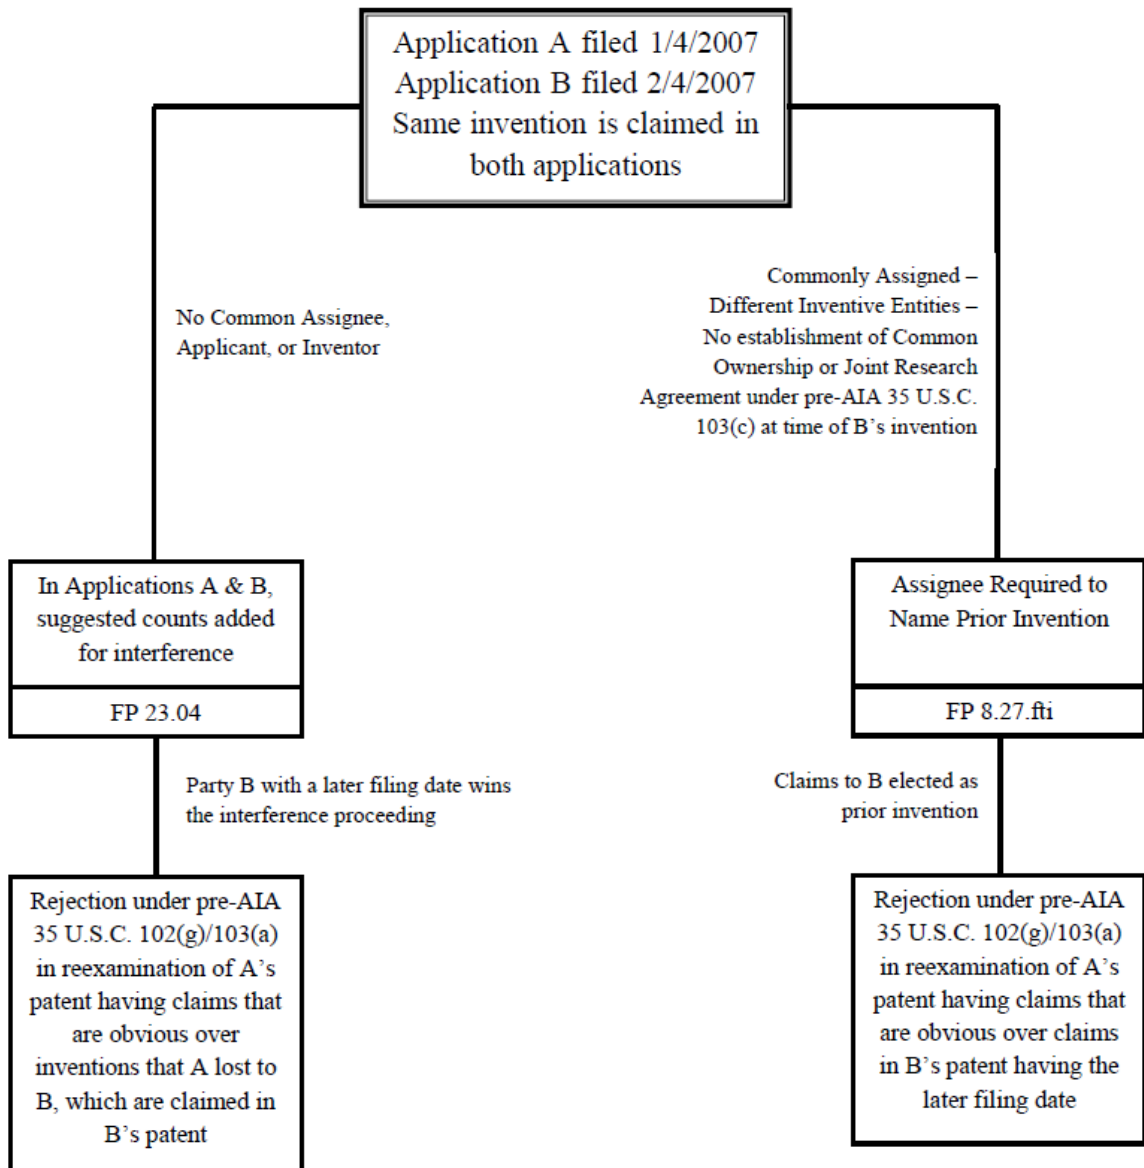 Application A filed 1/4/2007
Application B filed 2/4/2007
Same invention is claimed in
both applications
No Common Assignee,
Applicant, or Inventor
Commonly Assigned –
Different Inventive Entities –
No establishment of Common
Ownership or Joint Research
Agreement under pre-AIA 35 U.S.C.
103(c) at time of B’s invention
In Applications A & B,
suggested counts added
for interference
FP 23.04
Assignee Required to
Name Prior Invention
FP 8.27.fti
Party B with a later filing date wins
the interference proceeding
Claims to B elected as
prior invention
Rejection under pre-AIA
35 U.S.C. 102(g)/103(a)
in reexamination of A’s
patent having claims that
are obvious over
inventions that A lost to
B, which are claimed in
B’s patent
Rejection under pre-AIA
35 U.S.C. 102(g)/103(a)
in reexamination of A’s
patent having claims that
are obvious over claims
in B’s patent having the
later filing date